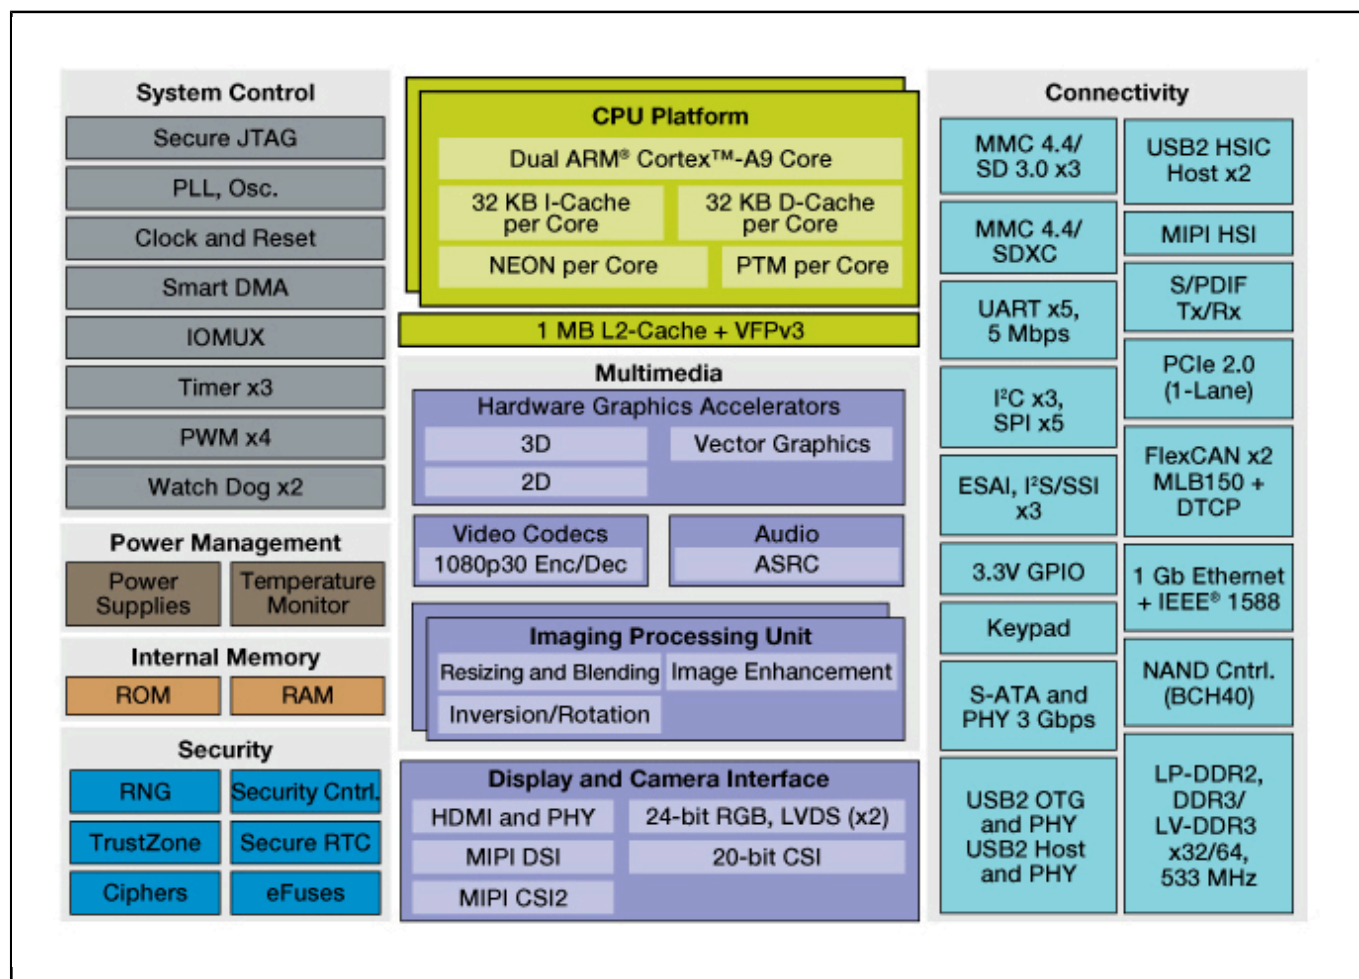 System Control
Secure JTAG
PLL, Osc.
Clock and Reset
Smart DMA
IOMUX
Timer x3
PWM x4
Watch Dog x2
Power Management
Power
Supplies
Temperature
Monitor
Internal Memory
ROM
RAM
Security
RNG
Security Cntrl.
TrustZone
Secure RTC
Ciphers
eFuses
CPU Platform
Dual ARM® Cortex™-A9 Core
32 KB I-Cache
per Core
32 KB D-Cache
per Core
NEON per Core
PTM per Core
1 MB L2-Cache + VFPv3
Multimedia
Hardware Graphics Accelerators
3D
Vector Graphics
2D
Video Codecs
1080p30 Enc/Dec
Audio
ASRC
Imaging Processing Unit
Resizing and Blending
Image Enhancement
Inversion/Rotation
Display and Camera Interface
HDMI and PHY
24-bit RGB, LVDS (x2)
MIPI DSI
20-bit CSI
MIPI CSI2
Connectivity
MMC 4.4/
SD 3.0 x3
MMC 4.4/
SDXC
UART x5,
5 Mbps
I²C x3,
SPI x5
ESAI, I²S/SSI
x3
3.3V GPIO
Keypad
S-ATA and
PHY 3 Gbps
USB2 OTG
and PHY
USB2 Host
and PHY
USB2 HSIC
Host x2
MIPI HSI
S/PDIF
Tx/Rx
PCIe 2.0
(1-Lane)
FlexCAN x2
MLB150 +
DTCP
1 Gb Ethernet
+ IEEE® 1588
NAND Cntrl.
(BCH40)
LP-DDR2,
DDR3/
LV-DDR3
x32/64,
533 MHz